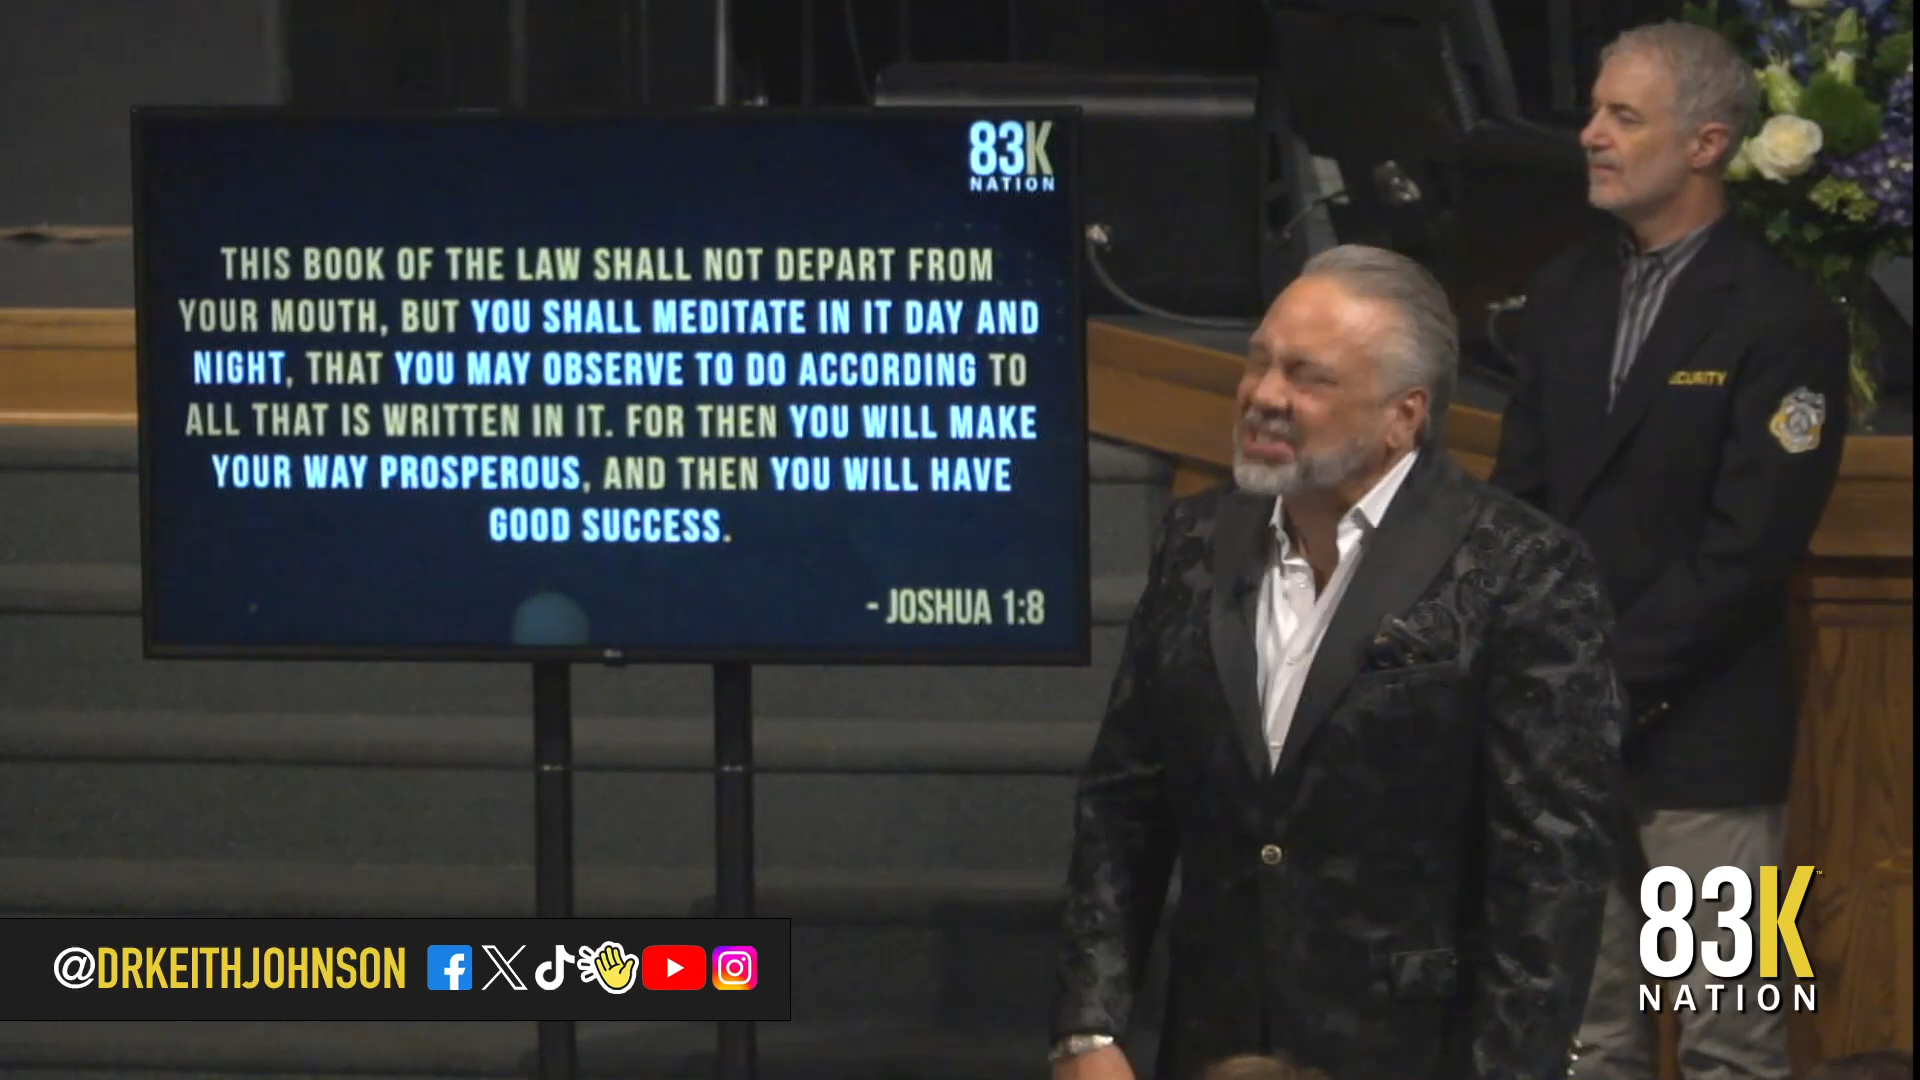 83K
NATION
THIS BOOK OF THE LAW SHALL NOT DEPART FROM
YOUR MOUTH, BUT YOU SHALL MEDITATE IN IT DAY AND
NIGHT, THAT YOU MAY OBSERVE TO DO ACCORDING TO
ALL THAT IS WRITTEN IN IT. FOR THEN YOU WILL MAKE
YOUR WAY PROSPEROUS, AND THEN YOU WILL HAVE
GOOD SUCCESS.
- JOSHUA 1:8
ECURITY
@DRKEITHJOHNSON
83K™
NATION